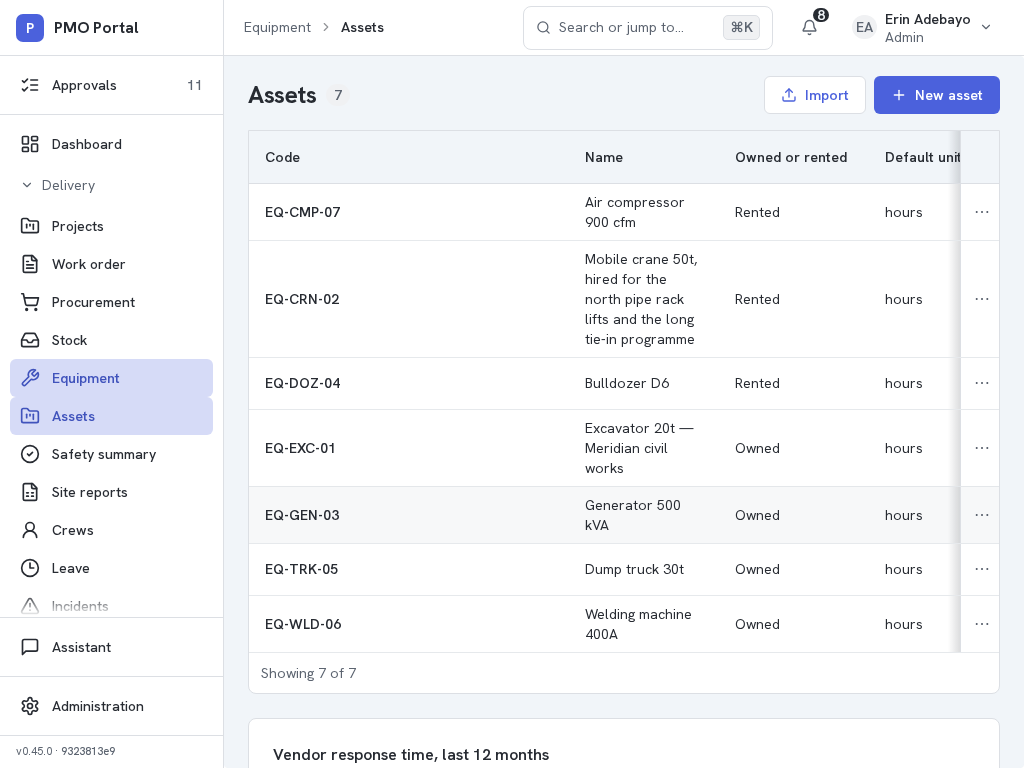 P PMO Portal
Equipment > Assets
Search or jump to...
⌘K
8
EA
Erin Adebayo
Admin
Approvals 11
Dashboard
Delivery
Projects
Work order
Procurement
Stock
Equipment
Assets
Safety summary
Site reports
Crews
Leave
Incidents
Assistant
Administration
v0.45.0 · 9323813e9
Assets 7
Import
New asset
Code Name Owned or rented Default unit
EQ-CMP-07 Air compressor
900 cfm Rented hours
EQ-CRN-02 Mobile crane 50t,
hired for the
north pipe rack
lifts and the long
tie-in programme Rented hours
EQ-DOZ-04 Bulldozer D6 Rented hours
EQ-EXC-01 Excavator 20t —
Meridian civil
works Owned hours
EQ-GEN-03 Generator 500
kVA Owned hours
EQ-TRK-05 Dump truck 30t Owned hours
EQ-WLD-06 Welding machine
400A Owned hours
Showing 7 of 7
Vendor response time, last 12 months